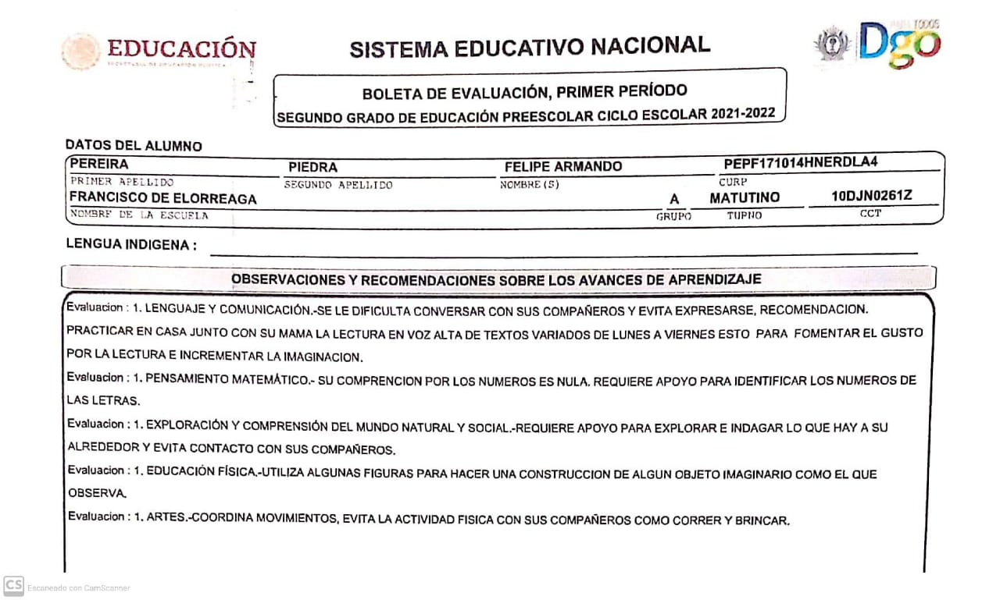 EDUCACIÓN
SECRETARÍA DE EDUCACIÓN PÚBLICA
SISTEMA EDUCATIVO NACIONAL
TODOS
Dgo
BOLETA DE EVALUACIÓN, PRIMER PERÍODO
SEGUNDO GRADO DE EDUCACIÓN PREESCOLAR CICLO ESCOLAR 2021-2022
DATOS DEL ALUMNO
PEREIRA PIEDRA FELIPE ARMANDO PEPF171014HNERDLA4
PRIMER APELLIDO SEGUNDO APELLIDO NOMBRE(S) CURP
FRANCISCO DE ELORREAGA A MATUTINO 10DJN0261Z
NOMBRE DE LA ESCUELA GRUPO TURNO CCT
LENGUA INDIGENA :
OBSERVACIONES Y RECOMENDACIONES SOBRE LOS AVANCES DE APRENDIZAJE
Evaluacion : 1. LENGUAJE Y COMUNICACIÓN.-SE LE DIFICULTA CONVERSAR CON SUS COMPAÑEROS Y EVITA EXPRESARSE, RECOMENDACION.
PRACTICAR EN CASA JUNTO CON SU MAMA LA LECTURA EN VOZ ALTA DE TEXTOS VARIADOS DE LUNES A VIERNES ESTO PARA FOMENTAR EL GUSTO
POR LA LECTURA E INCREMENTAR LA IMAGINACION.
Evaluacion : 1. PENSAMIENTO MATEMÁTICO.- SU COMPRENCION POR LOS NUMEROS ES NULA. REQUIERE APOYO PARA IDENTIFICAR LOS NUMEROS DE
LAS LETRAS.
Evaluacion : 1. EXPLORACIÓN Y COMPRENSIÓN DEL MUNDO NATURAL Y SOCIAL.-REQUIERE APOYO PARA EXPLORAR E INDAGAR LO QUE HAY A SU
ALREDEDOR Y EVITA CONTACTO CON SUS COMPAÑEROS.
Evaluacion : 1. EDUCACIÓN FÍSICA.-UTILIZA ALGUNAS FIGURAS PARA HACER UNA CONSTRUCCION DE ALGUN OBJETO IMAGINARIO COMO EL QUE
OBSERVA.
Evaluacion : 1. ARTES.-COORDINA MOVIMIENTOS, EVITA LA ACTIVIDAD FISICA CON SUS COMPAÑEROS COMO CORRER Y BRINCAR.
CS Escaneado con CamScanner